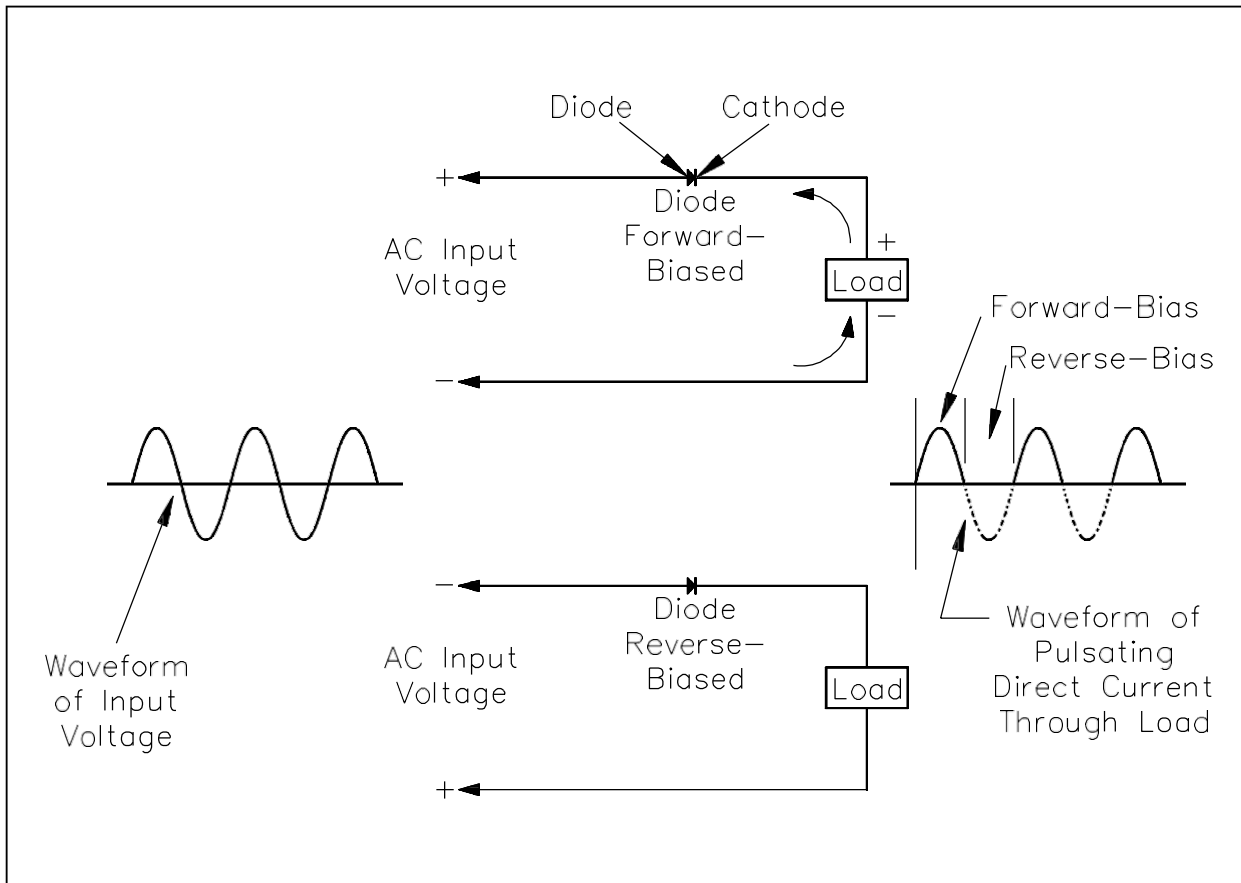 Diode
Cathode
+
Diode
Forward-
Biased
AC Input
Voltage
+
Load
-
-
Forward-Bias
Reverse-Bias
Waveform
of Input
Voltage
-
Diode
Reverse-
Biased
AC Input
Voltage
Load
+
Waveform of
Pulsating
Direct Current
Through Load